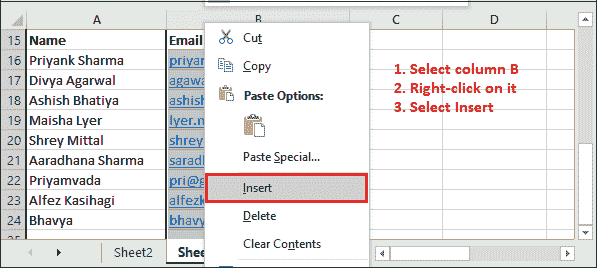 A B C D
15 Name Email
16 Priyank Sharma priyan
17 Divya Agarwal agawa
18 Ashish Bhatiya ashish
19 Maisha Lyer lyer.n
20 Shrey Mittal shrey
21 Aaradhana Sharma saradh
22 Priyamvada pri@g
23 Alfez Kasihagi alfezk
24 Bhavya bhavy
25
Cut
Copy
Paste Options:
Paste Special...
Insert
Delete
Clear Contents
1. Select column B
2. Right-click on it
3. Select Insert
Sheet2 Shee